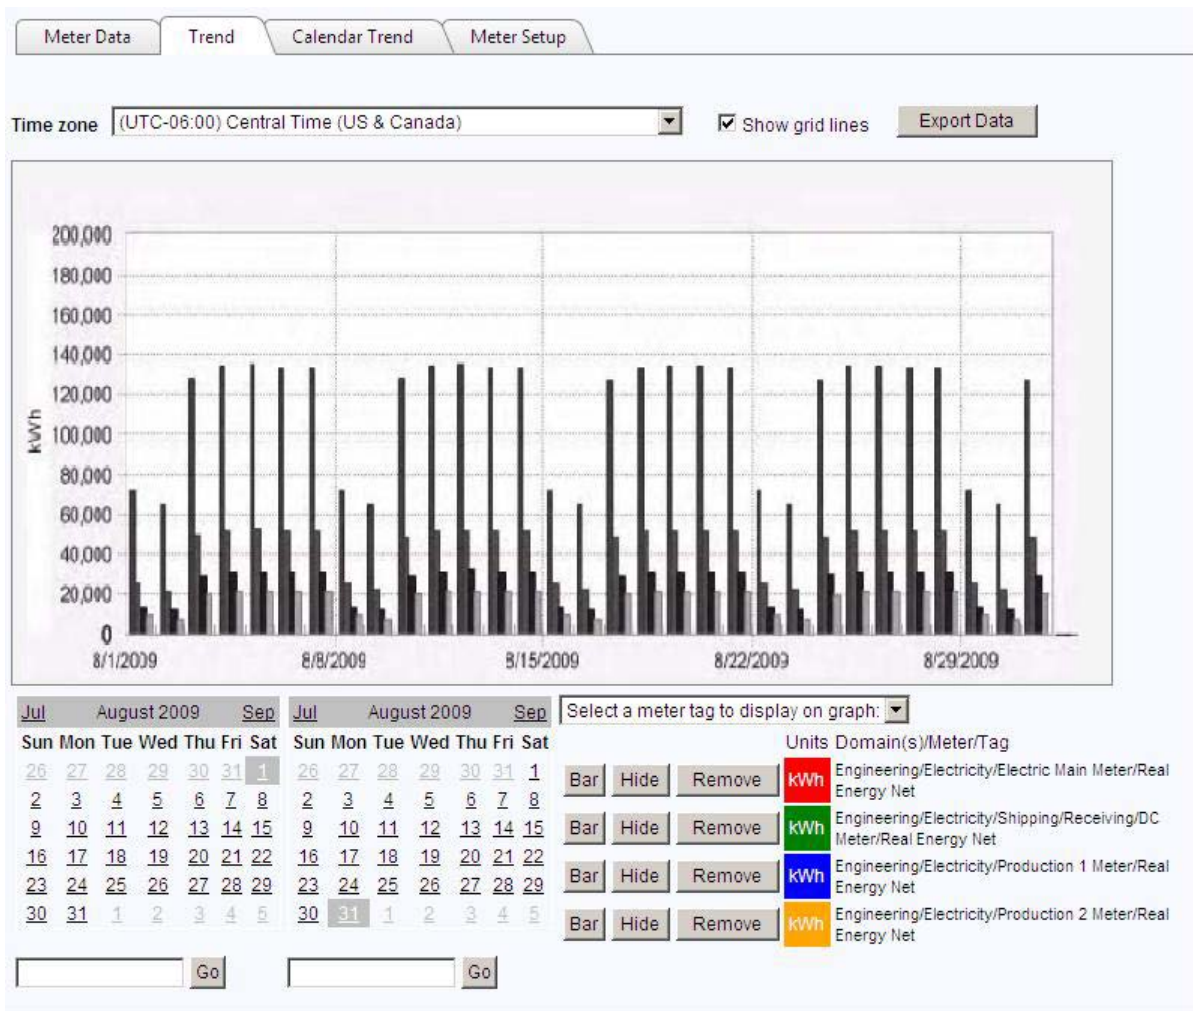 Meter Data Trend Calendar Trend Meter Setup
Time zone (UTC-06:00) Central Time (US & Canada) Show grid lines Export Data
200,000
180,000
160,000
140,000
120,000
100,000
80,000
60,000
40,000
20,000
0
kWh
8/1/2009 8/8/2009 8/15/2009 8/22/2009 8/29/2009
Jul August 2009 Sep
Sun Mon Tue Wed Thu Fri Sat
26 27 28 29 30 31 1
2 3 4 5 6 7 8
9 10 11 12 13 14 15
16 17 18 19 20 21 22
23 24 25 26 27 28 29
30 31 1 2 3 4 5
Go
Jul August 2009 Sep
Sun Mon Tue Wed Thu Fri Sat
26 27 28 29 30 31 1
2 3 4 5 6 7 8
9 10 11 12 13 14 15
16 17 18 19 20 21 22
23 24 25 26 27 28 29
30 31 1 2 3 4 5
Go
Select a meter tag to display on graph:
Units Domain(s)/Meter/Tag
Bar Hide Remove kWh Engineering/Electricity/Electric Main Meter/Real
Energy Net
Bar Hide Remove kWh Engineering/Electricity/Shipping/Receiving/DC
Meter/Real Energy Net
Bar Hide Remove kWh Engineering/Electricity/Production 1 Meter/Real
Energy Net
Bar Hide Remove kWh Engineering/Electricity/Production 2 Meter/Real
Energy Net